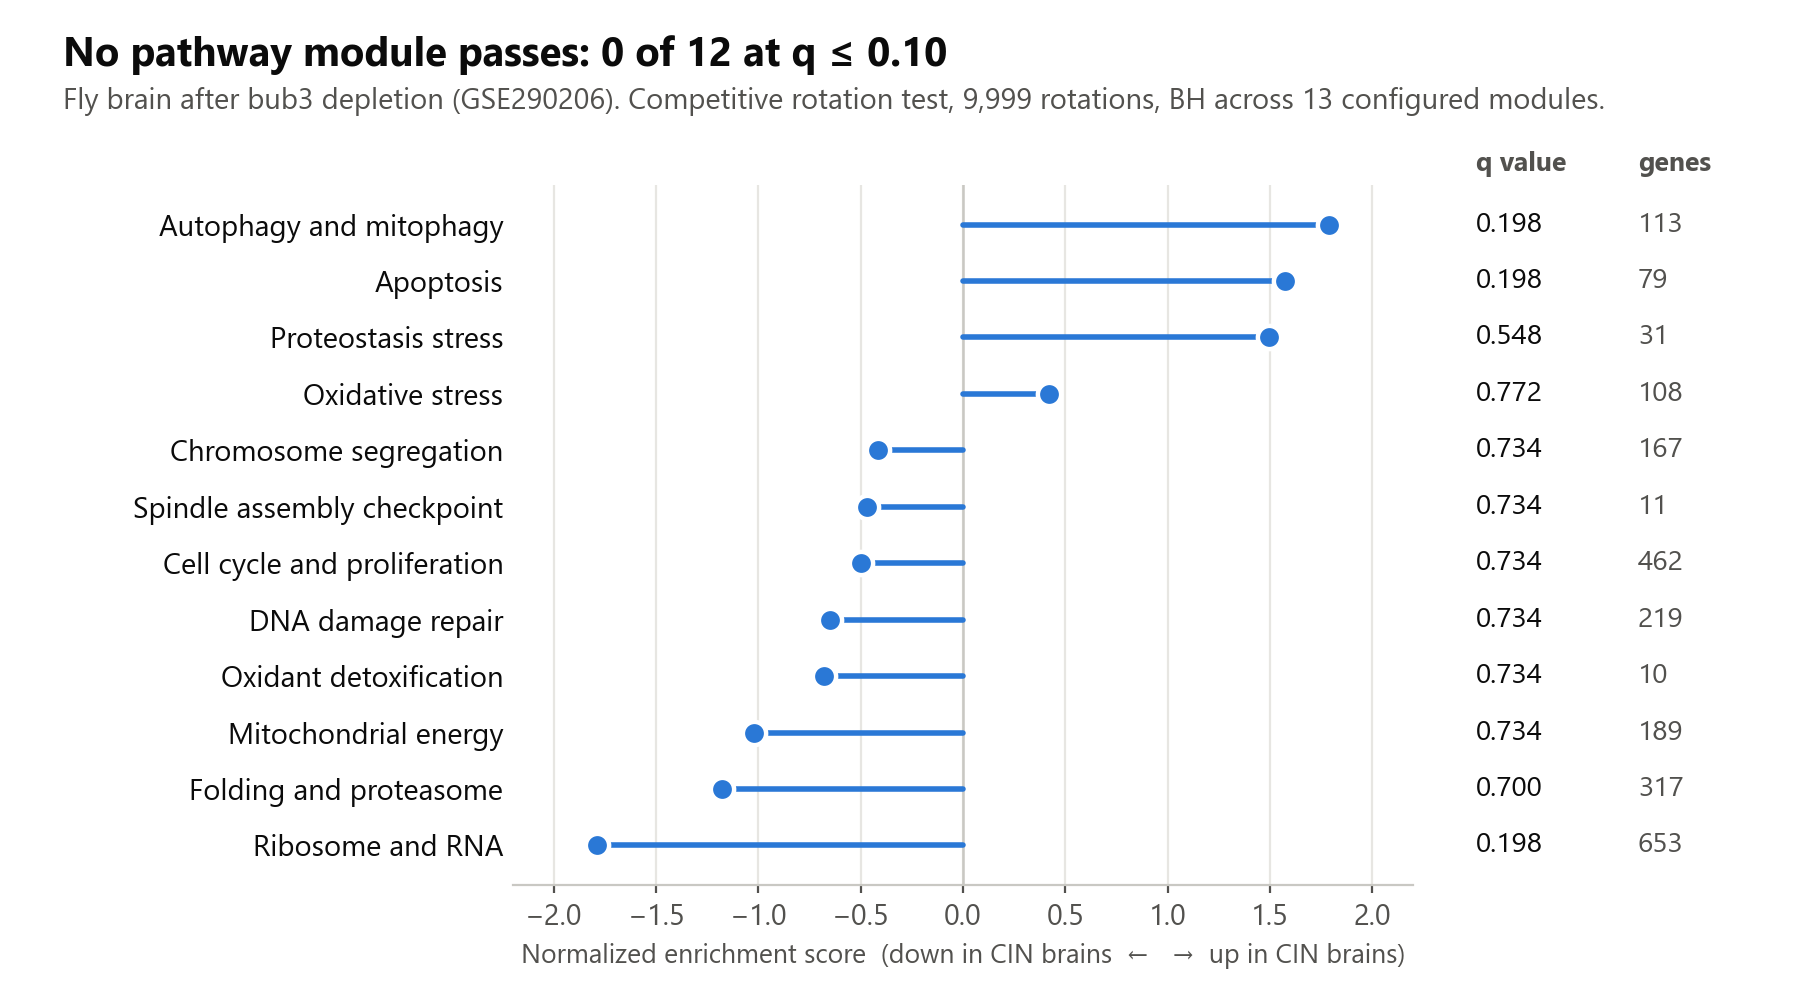 No pathway module passes: 0 of 12 at q ≤ 0.10
Fly brain after bub3 depletion (GSE290206). Competitive rotation test, 9,999 rotations, BH across 13 configured modules.
q value genes
Autophagy and mitophagy 0.198 113
Apoptosis 0.198 79
Proteostasis stress 0.548 31
Oxidative stress 0.772 108
Chromosome segregation 0.734 167
Spindle assembly checkpoint 0.734 11
Cell cycle and proliferation 0.734 462
DNA damage repair 0.734 219
Oxidant detoxification 0.734 10
Mitochondrial energy 0.734 189
Folding and proteasome 0.700 317
Ribosome and RNA 0.198 653
−2.0 −1.5 −1.0 −0.5 0.0 0.5 1.0 1.5 2.0
Normalized enrichment score (down in CIN brains ← → up in CIN brains)